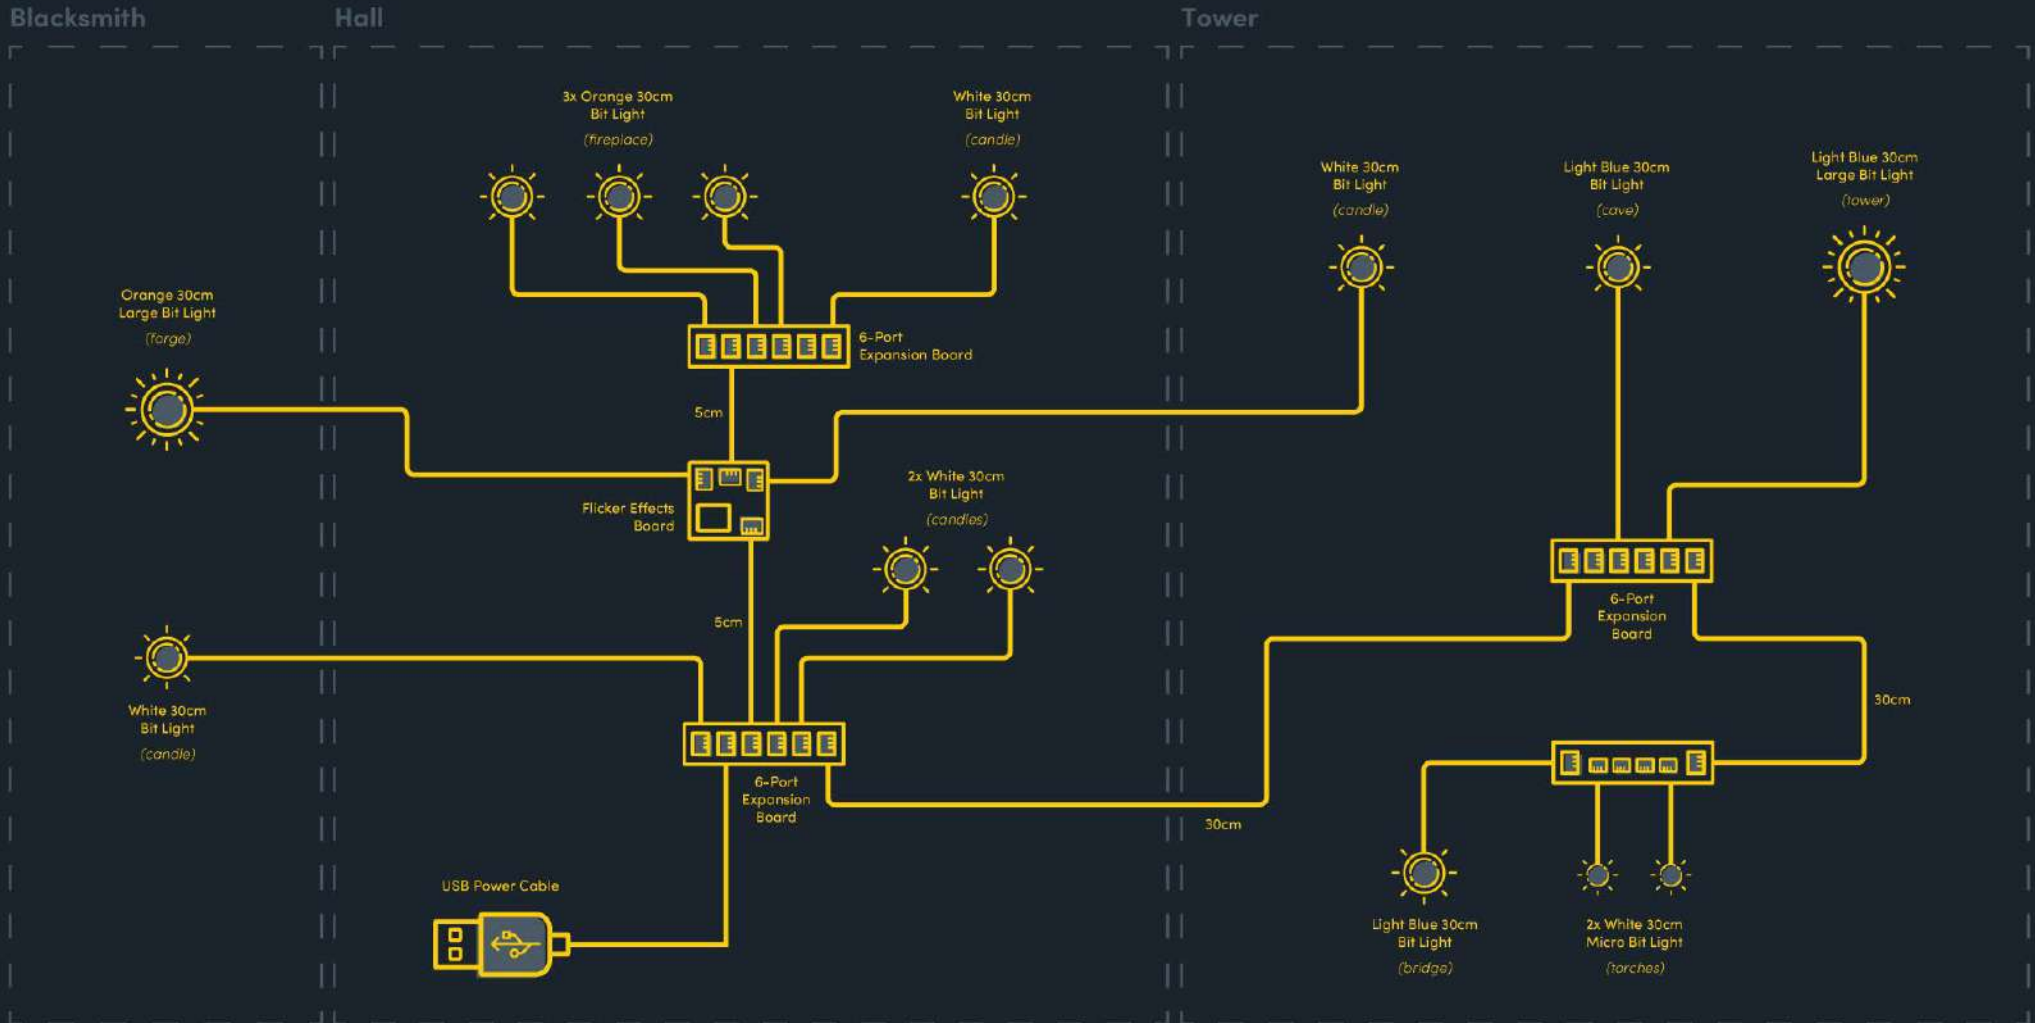 Blacksmith
Hall
Tower
3x Orange 30cm
Bit Light
(fireplace)
White 30cm
Bit Light
(candle)
White 30cm
Bit Light
(candle)
Light Blue 30cm
Bit Light
(cave)
Light Blue 30cm
Large Bit Light
(tower)
Orange 30cm
Large Bit Light
(forge)
6-Port
Expansion Board
5cm
2x White 30cm
Bit Light
(candles)
Flicker Effects
Board
5cm
6-Port
Expansion
Board
White 30cm
Bit Light
(candle)
30cm
6-Port
Expansion
Board
30cm
USB Power Cable
Light Blue 30cm
Bit Light
(bridge)
2x White 30cm
Micro Bit Light
(torches)